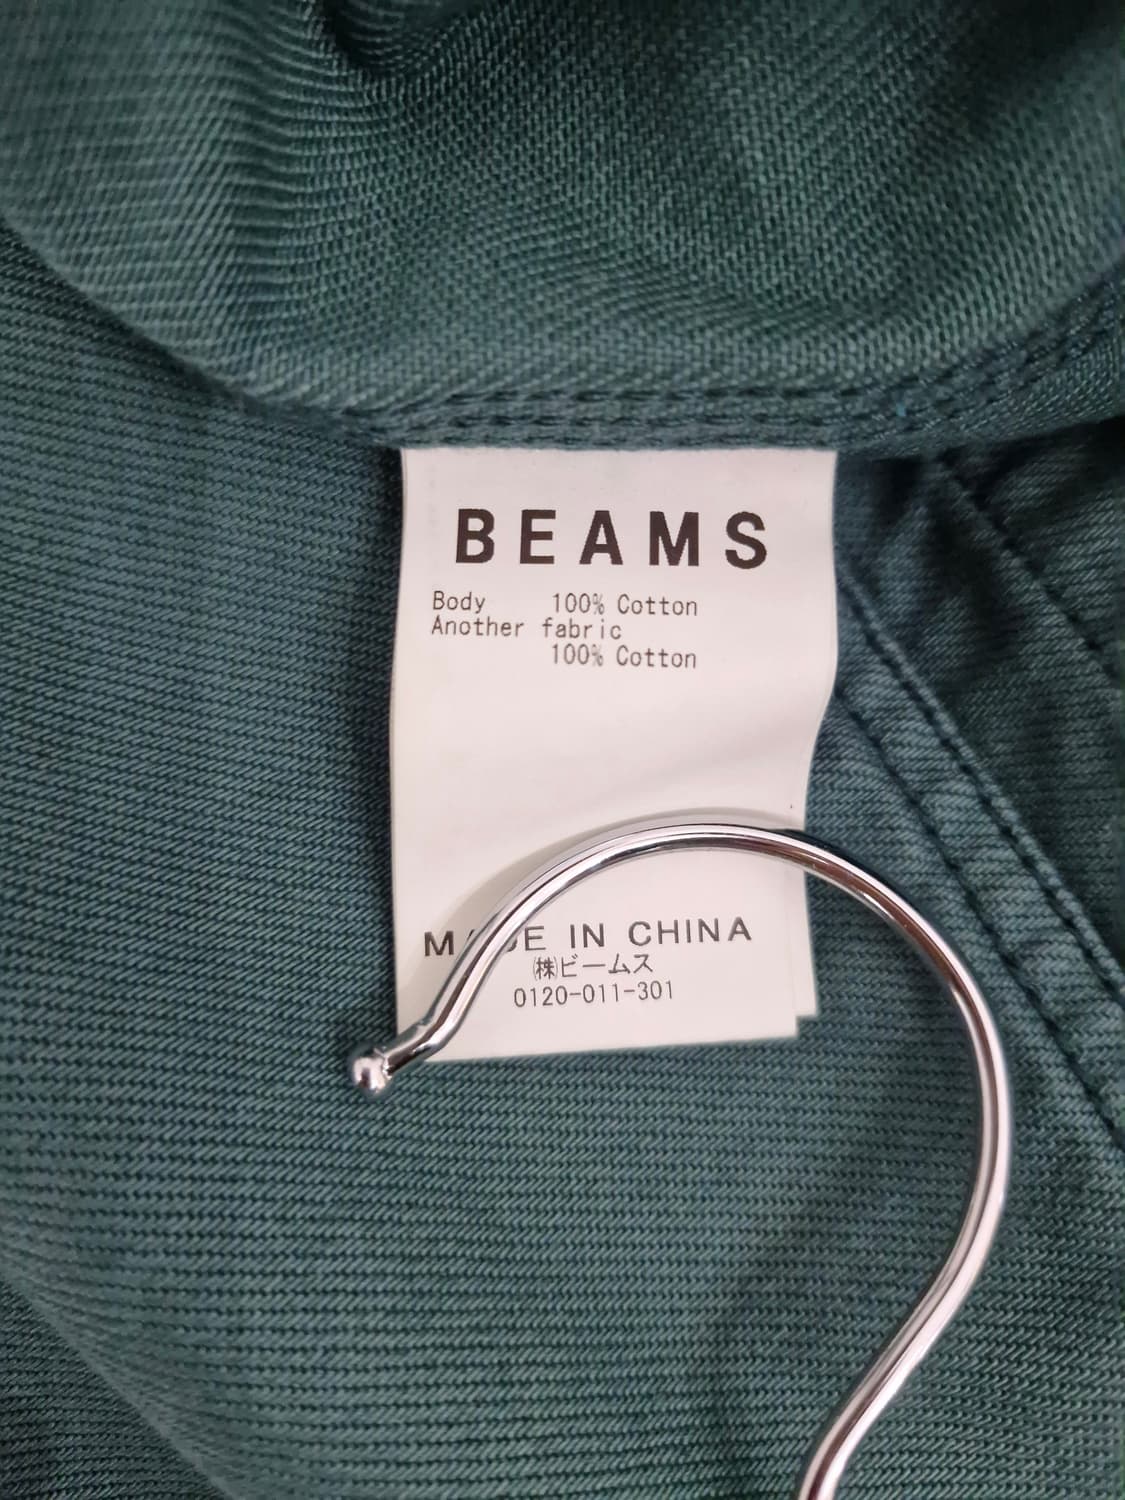 BEAMS
Body 100% Cotton
Another fabric
100% Cotton
MADE IN CHINA
㈱ビームス
0120-011-301